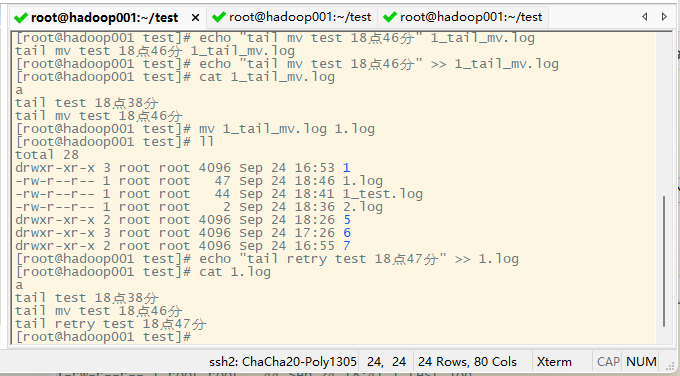 root@hadoop001:~/test × root@hadoop001:~/test root@hadoop001:~/test
[root@hadoop001 test]# echo "tail mv test 18点46分" 1_tail_mv.log
tail mv test 18点46分 1_tail_mv.log
[root@hadoop001 test]# echo "tail mv test 18点46分" >> 1_tail_mv.log
[root@hadoop001 test]# cat 1_tail_mv.log
a
tail test 18点38分
tail mv test 18点46分
[root@hadoop001 test]# mv 1_tail_mv.log 1.log
[root@hadoop001 test]# ll
total 28
drwxr-xr-x 3 root root 4096 Sep 24 16:53 1
-rw-r--r-- 1 root root   47 Sep 24 18:46 1.log
-rw-r--r-- 1 root root   44 Sep 24 18:41 1_test.log
-rw-r--r-- 1 root root    2 Sep 24 18:36 2.log
drwxr-xr-x 2 root root 4096 Sep 24 18:26 5
drwxr-xr-x 3 root root 4096 Sep 24 17:26 6
drwxr-xr-x 2 root root 4096 Sep 24 16:55 7
[root@hadoop001 test]# echo "tail retry test 18点47分" >> 1.log
[root@hadoop001 test]# cat 1.log
a
tail test 18点38分
tail mv test 18点46分
tail retry test 18点47分
[root@hadoop001 test]#
ssh2: ChaCha20-Poly1305 24, 24 24 Rows, 80 Cols Xterm CAP NUM